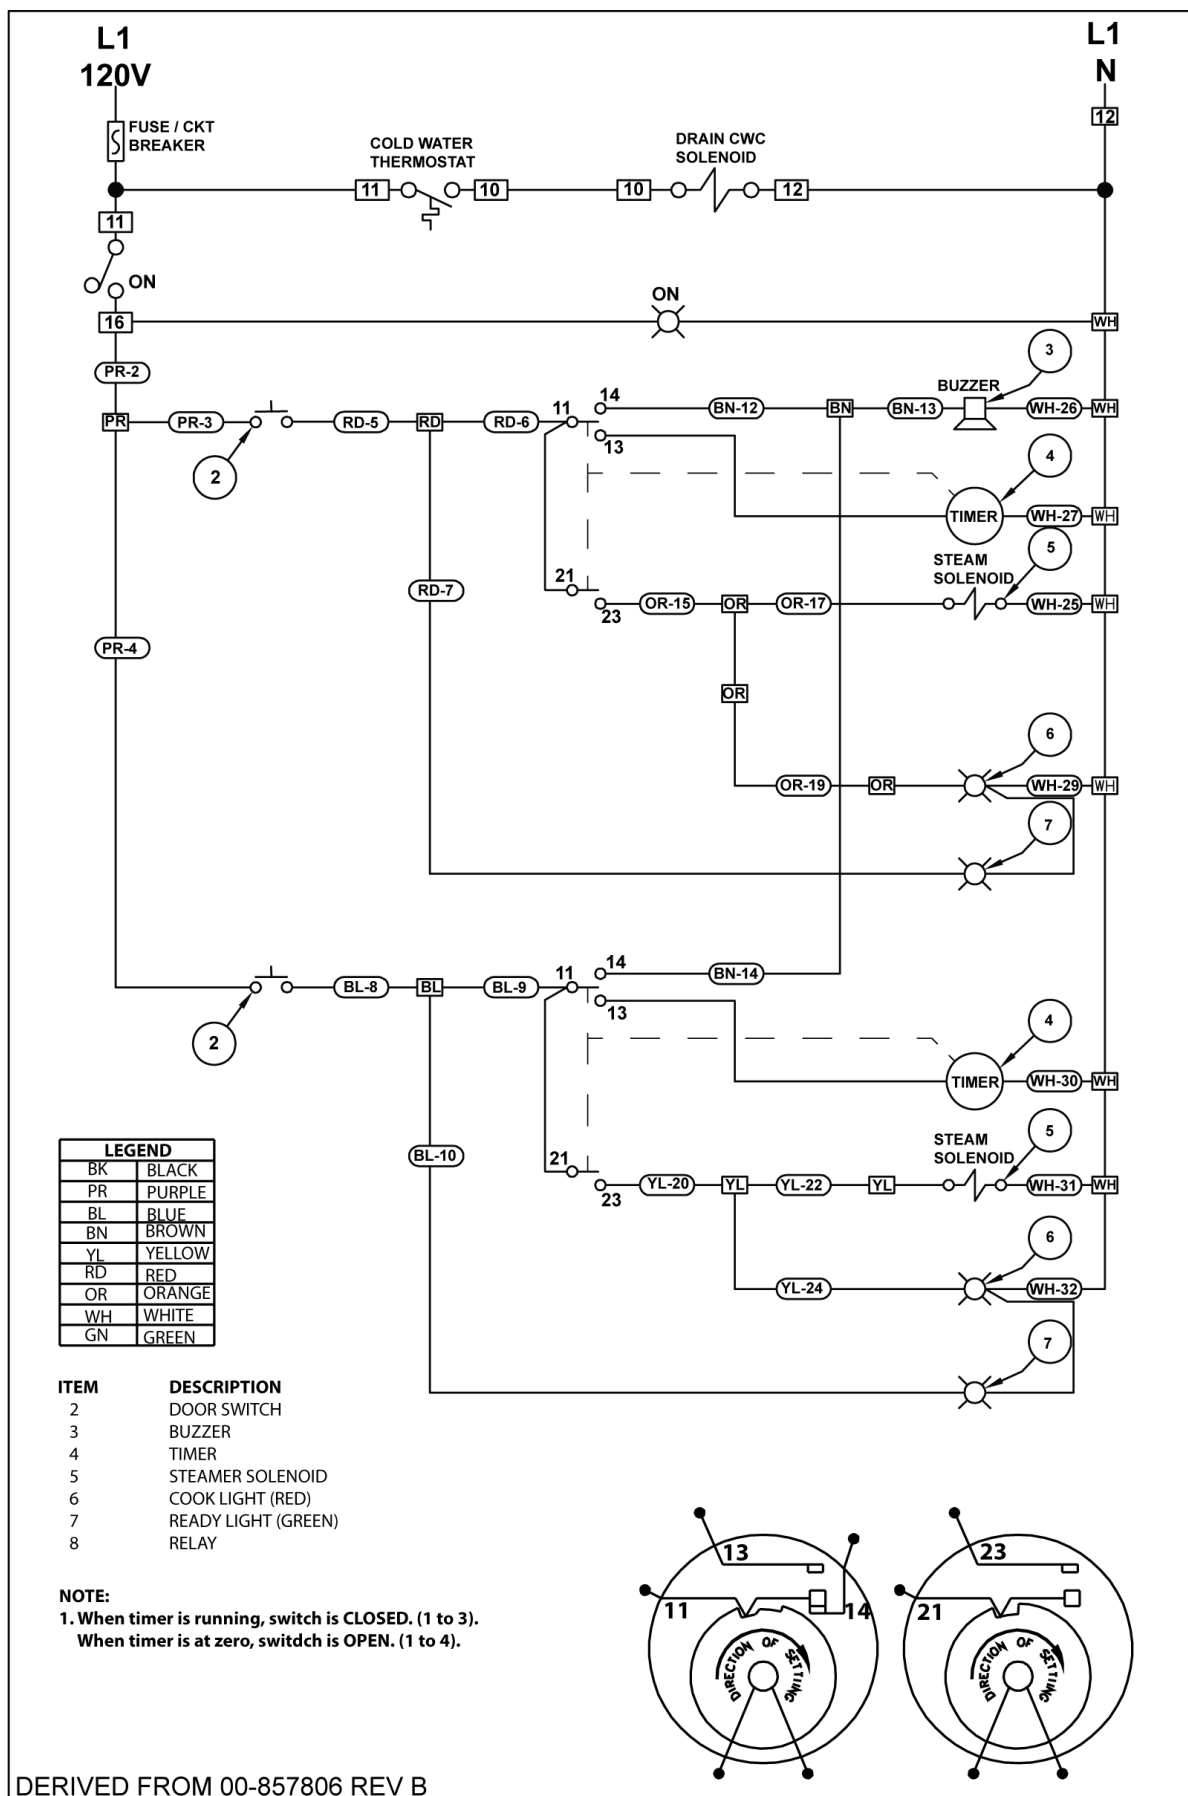 L1
120V
L1
N
12
FUSE / CKT
BREAKER
COLD WATER
THERMOSTAT
DRAIN CWC
SOLENOID
11
10
10
12
11
ON
ON
16
WH
PR-2
3
BUZZER
14
PR
PR-3
RD-5
RD
RD-6
11
BN-12
BN
BN-13
WH-26
WH
13
2
4
TIMER
WH-27
WH
5
STEAM
SOLENOID
21
RD-7
23
OR-15
OR
OR-17
WH-25
WH
PR-4
OR
6
OR-19
OR
WH-29
WH
7
14
11
BN-14
BL-8
BL
BL-9
13
2
4
TIMER
WH-30
WH
5
STEAM
SOLENOID
BL-10
21
23
YL-20
YL
YL-22
YL
WH-31
WH
6
YL-24
WH-32
7
LEGEND
BK BLACK
PR PURPLE
BL BLUE
BN BROWN
YL YELLOW
RD RED
OR ORANGE
WH WHITE
GN GREEN
ITEM DESCRIPTION
2 DOOR SWITCH
3 BUZZER
4 TIMER
5 STEAMER SOLENOID
6 COOK LIGHT (RED)
7 READY LIGHT (GREEN)
8 RELAY
NOTE:
1. When timer is running, switch is CLOSED. (1 to 3).
When timer is at zero, switdch is OPEN. (1 to 4).
13
11
14
DIRECTION OF SETTING
23
21
DIRECTION OF SETTING
DERIVED FROM 00-857806 REV B